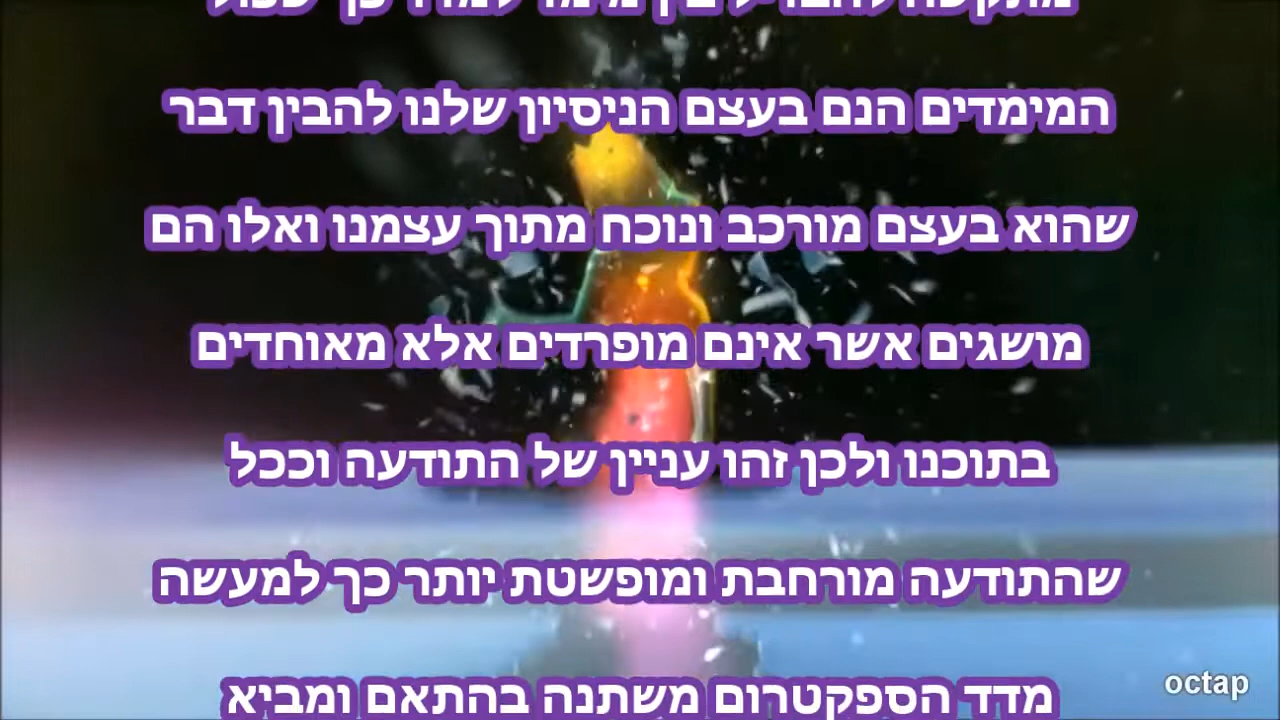 המימדים הנם בעצם הניסיון שלנו להבין דבר
שהוא בעצם מורכב ונוכח מתוך עצמנו ואלו הם
מושגים אשר אינם מופרדים אלא מאוחדים
בתוכנו ולכן זהו עניין של התודעה וככל
שהתודעה מורחבת ומופשטת יותר כך למעשה
מדד הספקטרום משתנה בהתאם ומביא
octap